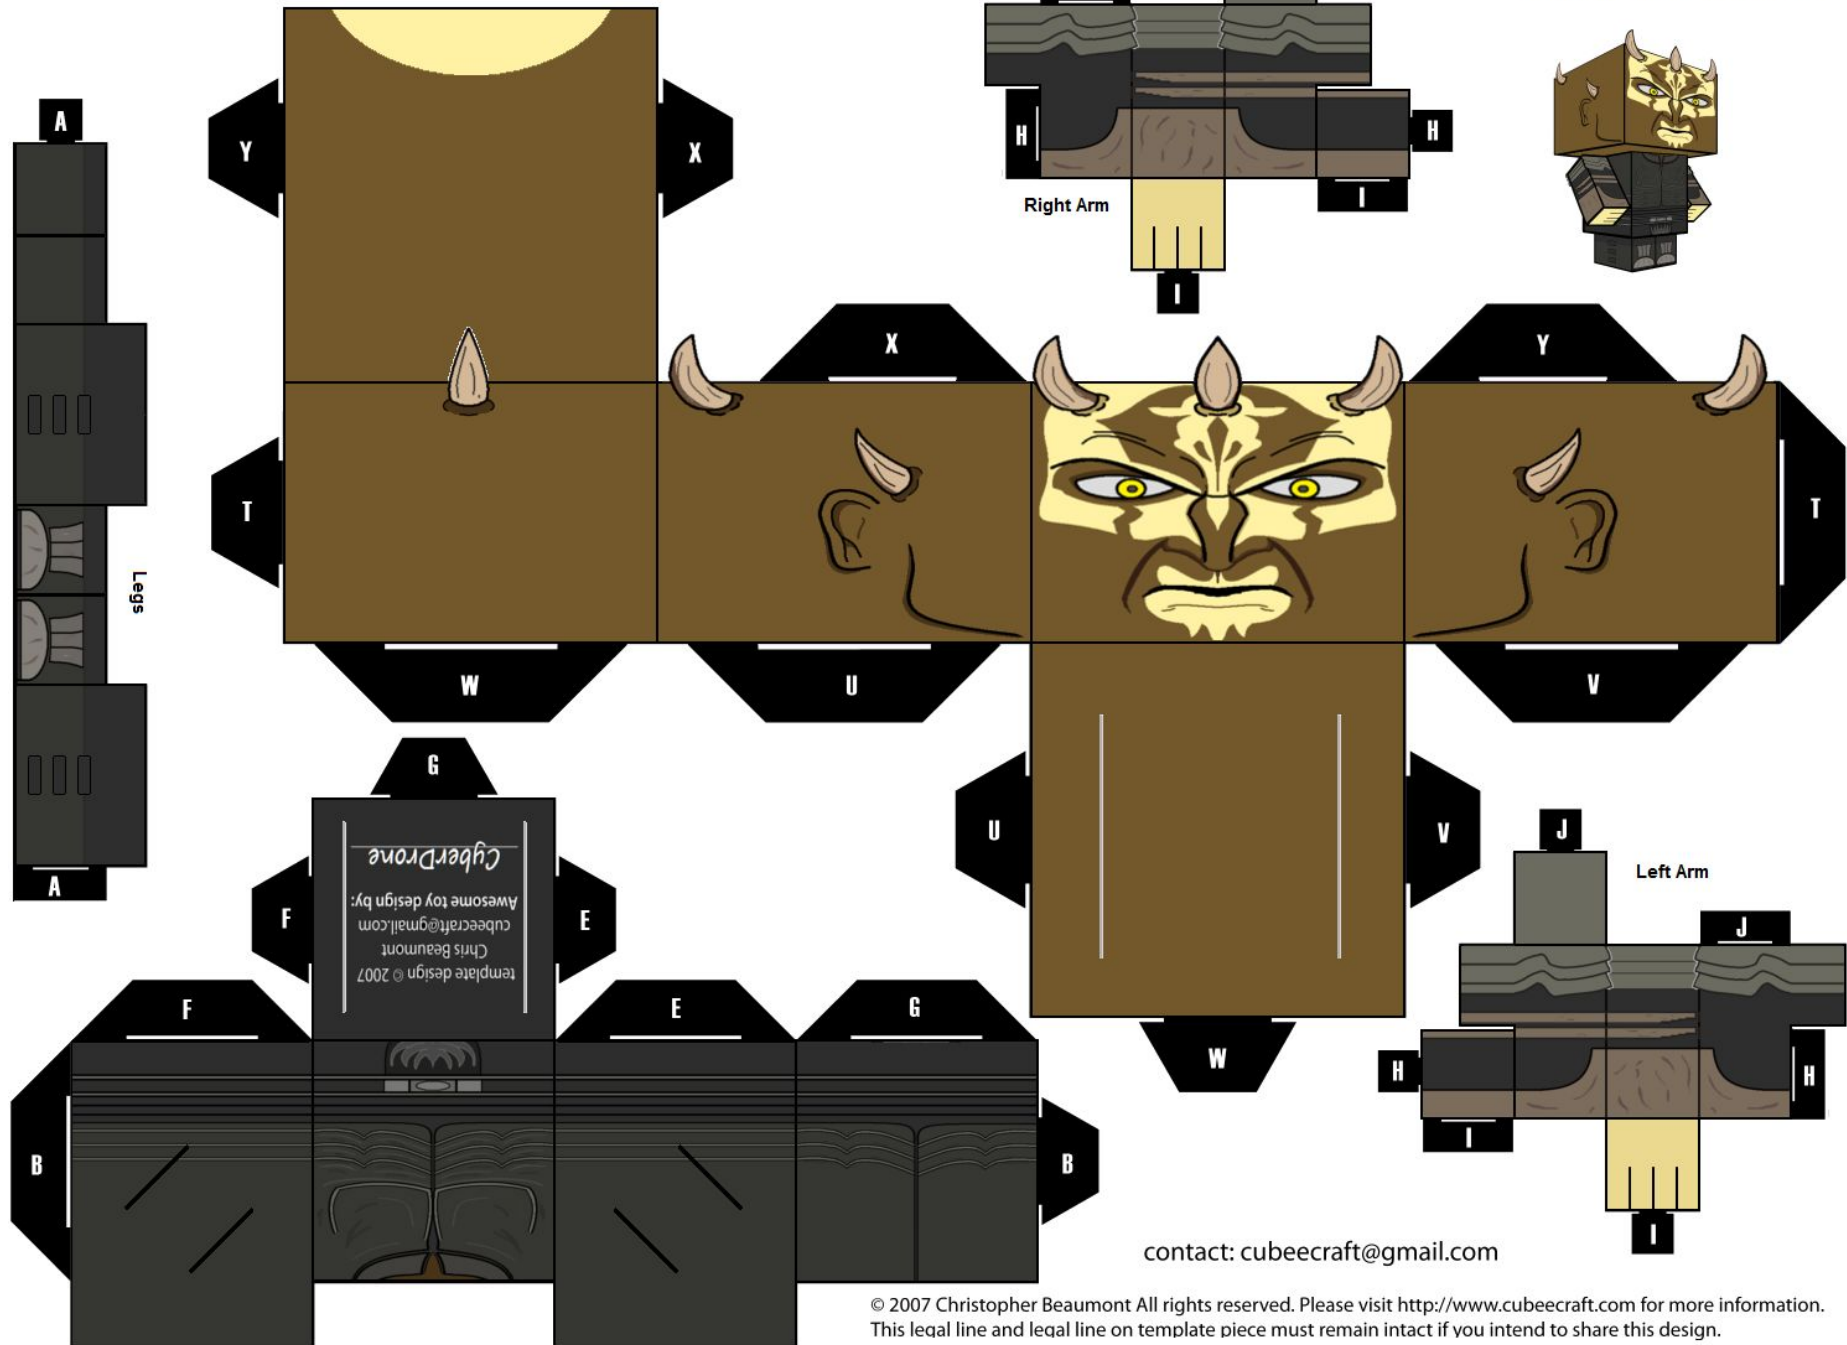 A
Y
X
H
H
I
Right Arm
I
X
Y
T
T
Legs
W
U
V
A
G
F
E
CyberDrone
Awesome toy design by:
cubeecraft@gmail.com
Chris Beaumont
template design © 2007
U
V
J
Left Arm
J
F
E
G
W
H
H
I
B
B
I
contact: cubeecraft@gmail.com
© 2007 Christopher Beaumont All rights reserved. Please visit http://www.cubeecraft.com for more information.
This legal line and legal line on template piece must remain intact if you intend to share this design.